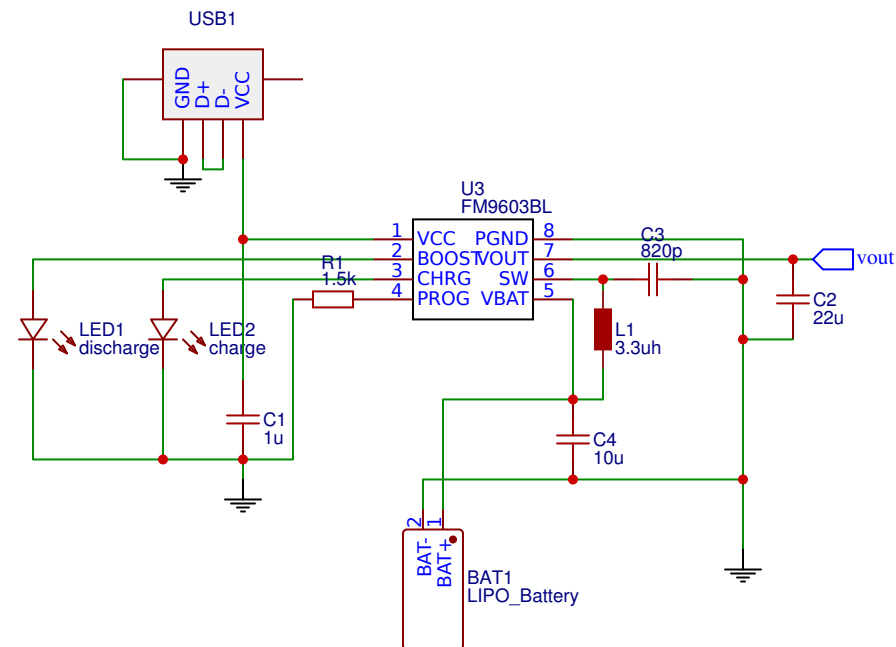 USB1
GND
D+
D-
VCC
U3
FM9603BL
1
2
3
4
VCC
BOOST
CHRG
PROG
PGND
VOUT
SW
VBAT
8
7
6
5
C3
820p
vout
R1
1.5k
C2
22u
LED1
discharge
LED2
charge
L1
3.3uh
C1
1u
C4
10u
2
1
BAT-
BAT+
BAT1
LIPO_Battery